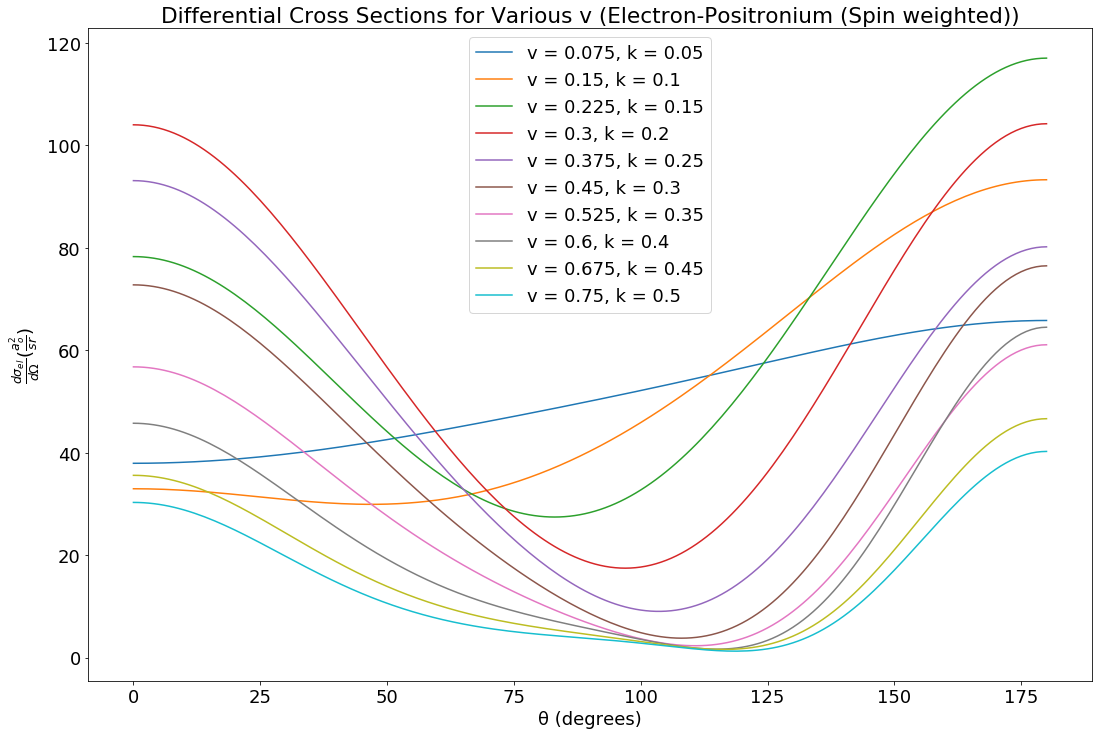 Differential Cross Sections for Various v (Electron-Positronium (Spin weighted))
120
100
80
60
40
20
0
dσ_el/dΩ (a_o^2/sr)
v = 0.075, k = 0.05
v = 0.15, k = 0.1
v = 0.225, k = 0.15
v = 0.3, k = 0.2
v = 0.375, k = 0.25
v = 0.45, k = 0.3
v = 0.525, k = 0.35
v = 0.6, k = 0.4
v = 0.675, k = 0.45
v = 0.75, k = 0.5
0 25 50 75 100 125 150 175
θ (degrees)